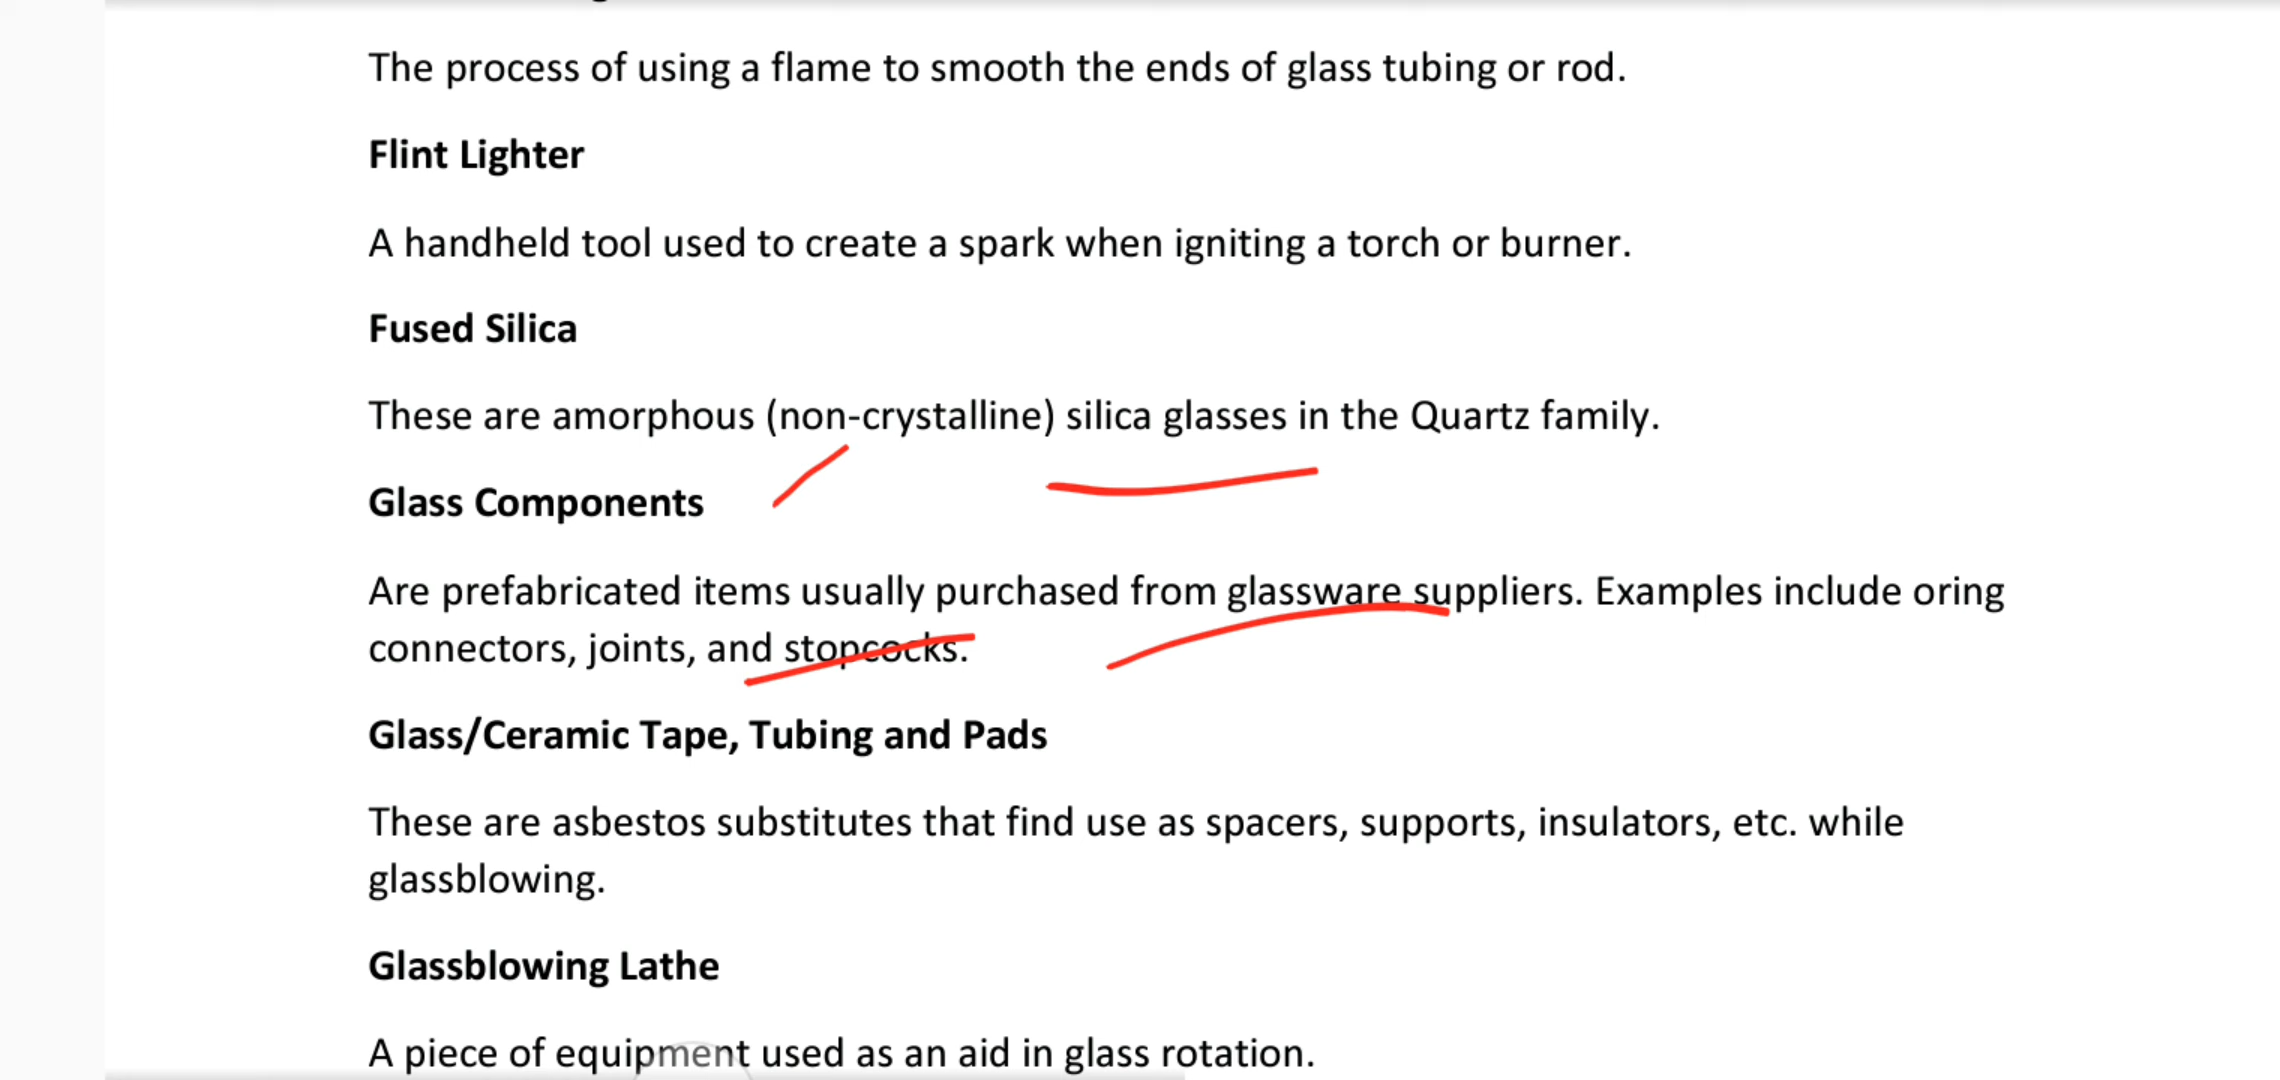 The process of using a flame to smooth the ends of glass tubing or rod.
Flint Lighter
A handheld tool used to create a spark when igniting a torch or burner.
Fused Silica
These are amorphous (non-crystalline) silica glasses in the Quartz family.
Glass Components
Are prefabricated items usually purchased from glassware suppliers. Examples include oring
connectors, joints, and stopcocks.
Glass/Ceramic Tape, Tubing and Pads
These are asbestos substitutes that find use as spacers, supports, insulators, etc. while
glassblowing.
Glassblowing Lathe
A piece of equipment used as an aid in glass rotation.